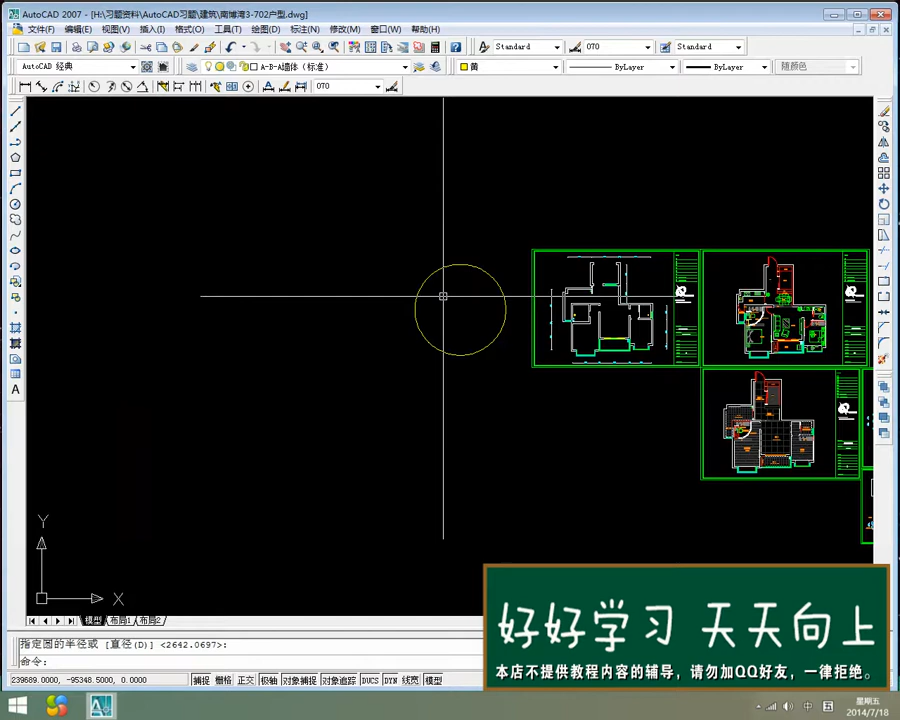 AutoCAD 2007 - [H:\习题资料\AutoCAD习题\建筑\南博湾3-702户型.dwg]
文件(F) 编辑(E) 视图(V) 插入(I) 格式(O) 工具(T) 绘图(D) 标注(N) 修改(M) 窗口(W) 帮助(H)
Standard 070 Standard
AutoCAD 经典 A-B-A墙体(标准) 黄 ByLayer ByLayer 随颜色
070
Y
X
模型 布局1 布局2
指定圆的半径或 [直径(D)] <2642.0697>:
命令:
239689.0000, -95348.5000, 0.0000 捕捉 栅格 正交 极轴 对象捕捉 对象追踪 DUCS DYN 线宽 模型
好好学习 天天向上
本店不提供教程内容的辅导，请勿加QQ好友，一律拒绝。
中
星期五
2014/7/18